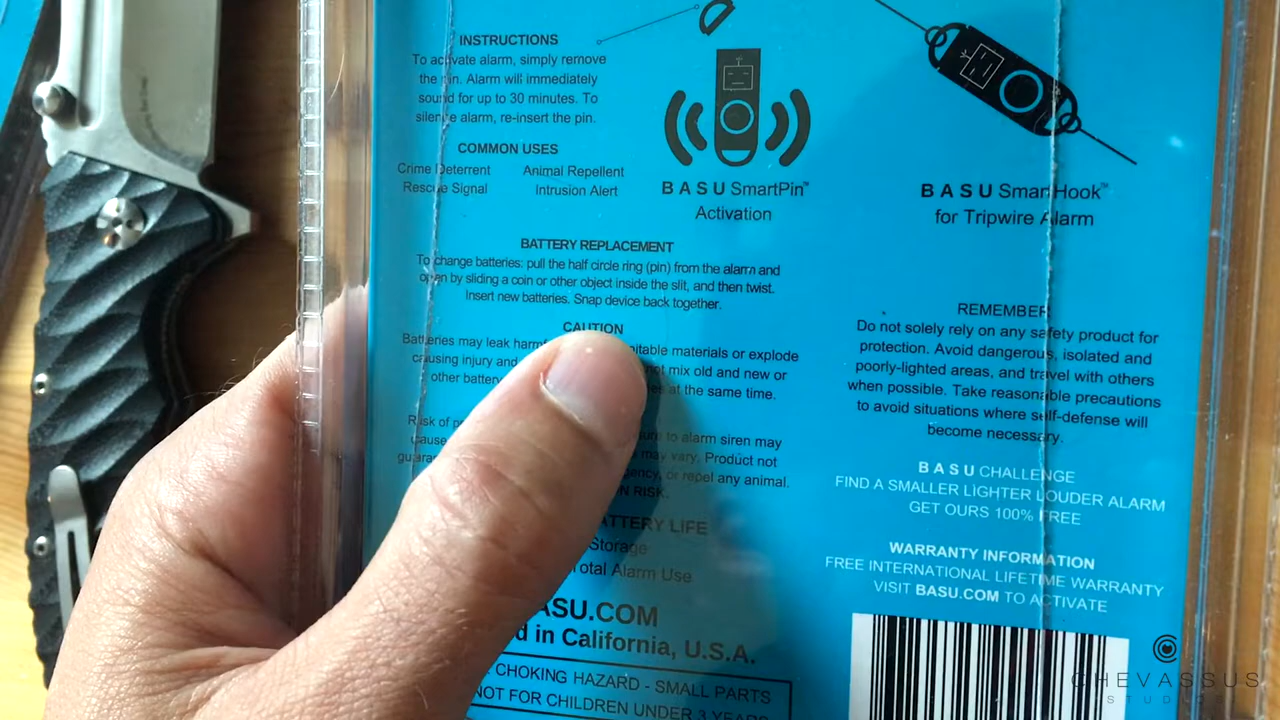 INSTRUCTIONS
To activate alarm, simply remove
the pin. Alarm will immediately
sound for up to 30 minutes. To
silence alarm, re-insert the pin.
COMMON USES
Crime Deterrent Animal Repellent
Rescue Signal Intrusion Alert
BASU SmartPin™
Activation
BASU SmartHook™
for Tripwire Alarm
BATTERY REPLACEMENT
To change batteries: pull the half circle ring (pin) from the alarm and
open by sliding a coin or other object inside the slit, and then twist.
Insert new batteries. Snap device back together.
CAUTION
Batteries may leak materials or explode
causing injury and not mix old and new or
other at the same time.
Risk of to alarm siren may
cause may vary. Product not
or repel any animal.
RISK.
BATTERY LIFE
Storage
Total Alarm Use
BASU.COM
in California, U.S.A.
CHOKING HAZARD - SMALL PARTS
NOT FOR CHILDREN UNDER 3 YEARS
REMEMBER
Do not solely rely on any safety product for
protection. Avoid dangerous, isolated and
poorly-lighted areas, and travel with others
when possible. Take reasonable precautions
to avoid situations where self-defense will
become necessary.
BASU CHALLENGE
FIND A SMALLER LIGHTER LOUDER ALARM
GET OURS 100% FREE
WARRANTY INFORMATION
FREE INTERNATIONAL LIFETIME WARRANTY
VISIT BASU.COM TO ACTIVATE
CHEVASSUS
STUDIOS